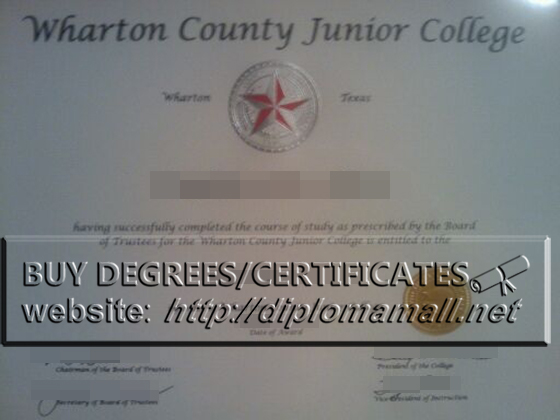 Wharton County Junior College
Wharton Texas
having successfully completed the course of study as prescribed by the Board
of Trustees for the Wharton County Junior College is entitled to the
BUY DEGREES/CERTIFICATES
website: http://diplomamall.net
Date of Award
Chairman of the Board of Trustees President of the College
Secretary of Board of Trustees Vice President of Instruction